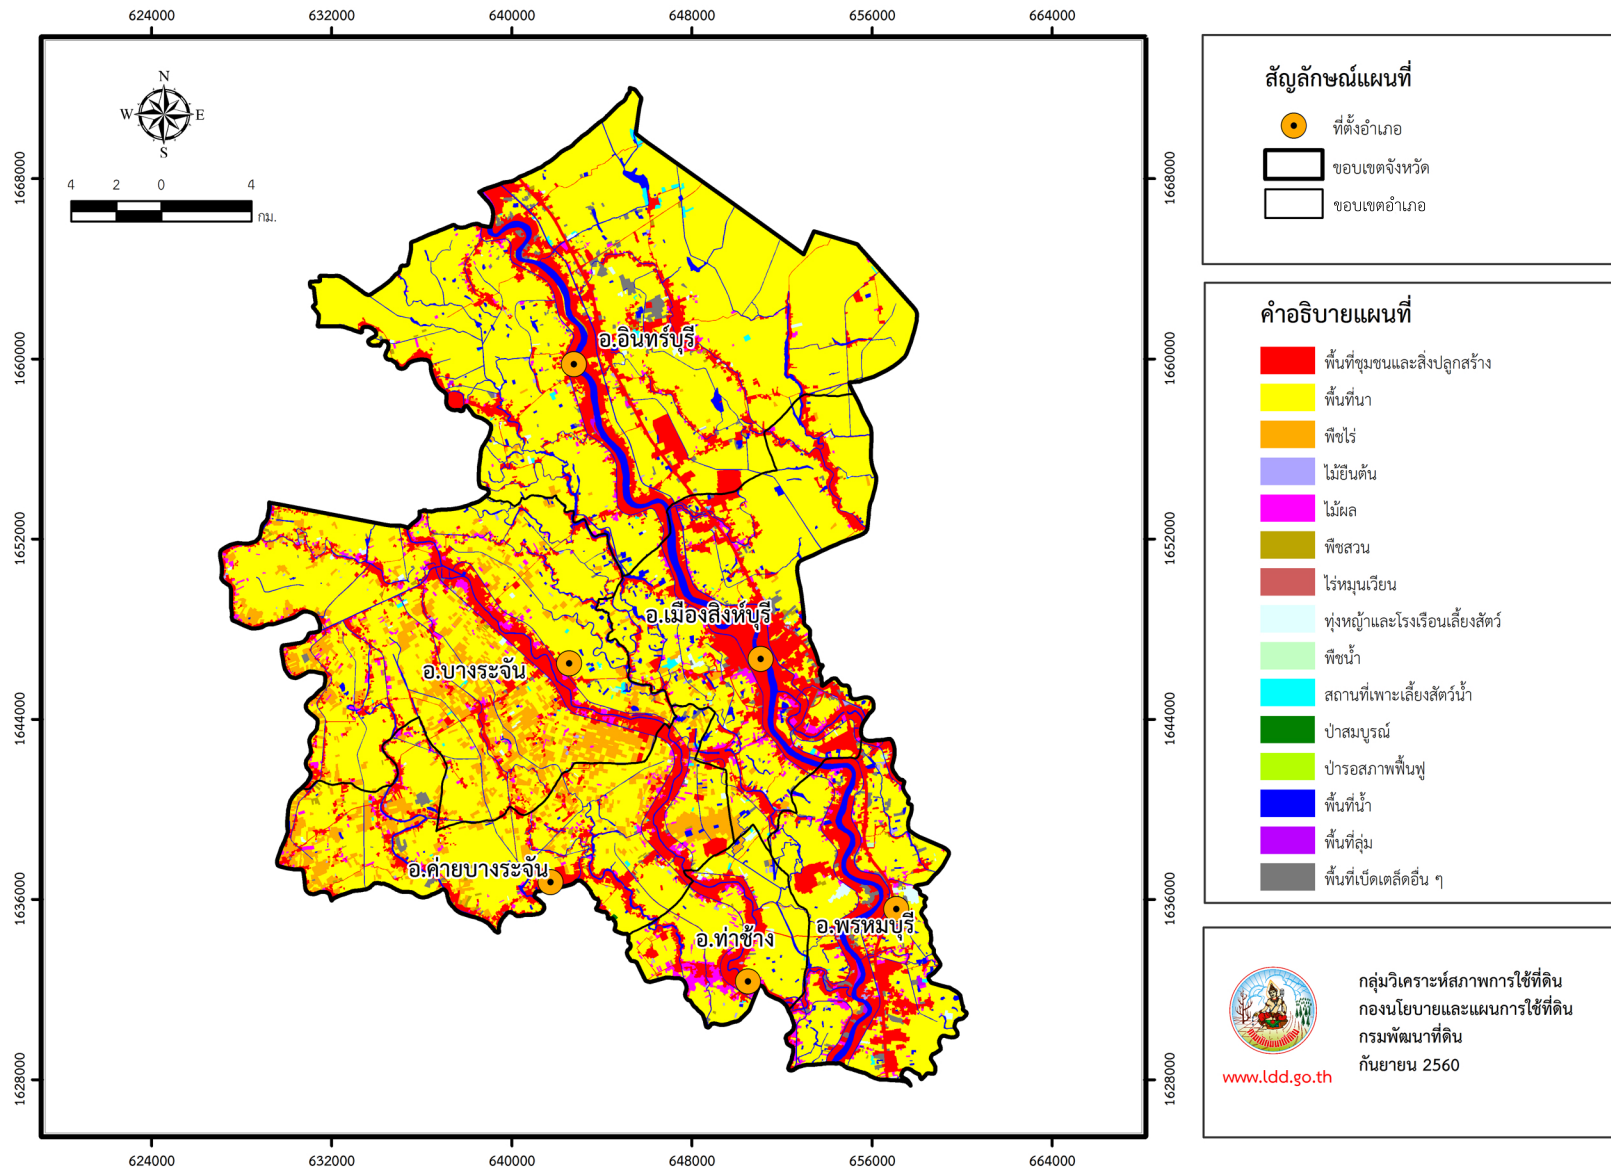 624000 632000 640000 648000 656000 664000
N
W E
S
4 2 0 4
กม.
1668000 1668000
1660000 1660000
1652000 1652000
1644000 1644000
1636000 1636000
1628000 1628000
อ.อินทร์บุรี
อ.เมืองสิงห์บุรี
อ.บางระจัน
อ.ค่ายบางระจัน
อ.ท่าช้าง
อ.พรหมบุรี
624000 632000 640000 648000 656000 664000
สัญลักษณ์แผนที่
ที่ตั้งอำเภอ
ขอบเขตจังหวัด
ขอบเขตอำเภอ
คำอธิบายแผนที่
พื้นที่ชุมชนและสิ่งปลูกสร้าง
พื้นที่นา
พืชไร่
ไม้ยืนต้น
ไม้ผล
พืชสวน
ไร่หมุนเวียน
ทุ่งหญ้าและโรงเรือนเลี้ยงสัตว์
พืชน้ำ
สถานที่เพาะเลี้ยงสัตว์น้ำ
ป่าสมบูรณ์
ป่ารอสภาพฟื้นฟู
พื้นที่น้ำ
พื้นที่ลุ่ม
พื้นที่เบ็ดเตล็ดอื่น ๆ
กลุ่มวิเคราะห์สภาพการใช้ที่ดิน
กองนโยบายและแผนการใช้ที่ดิน
กรมพัฒนาที่ดิน
กันยายน 2560
www.ldd.go.th